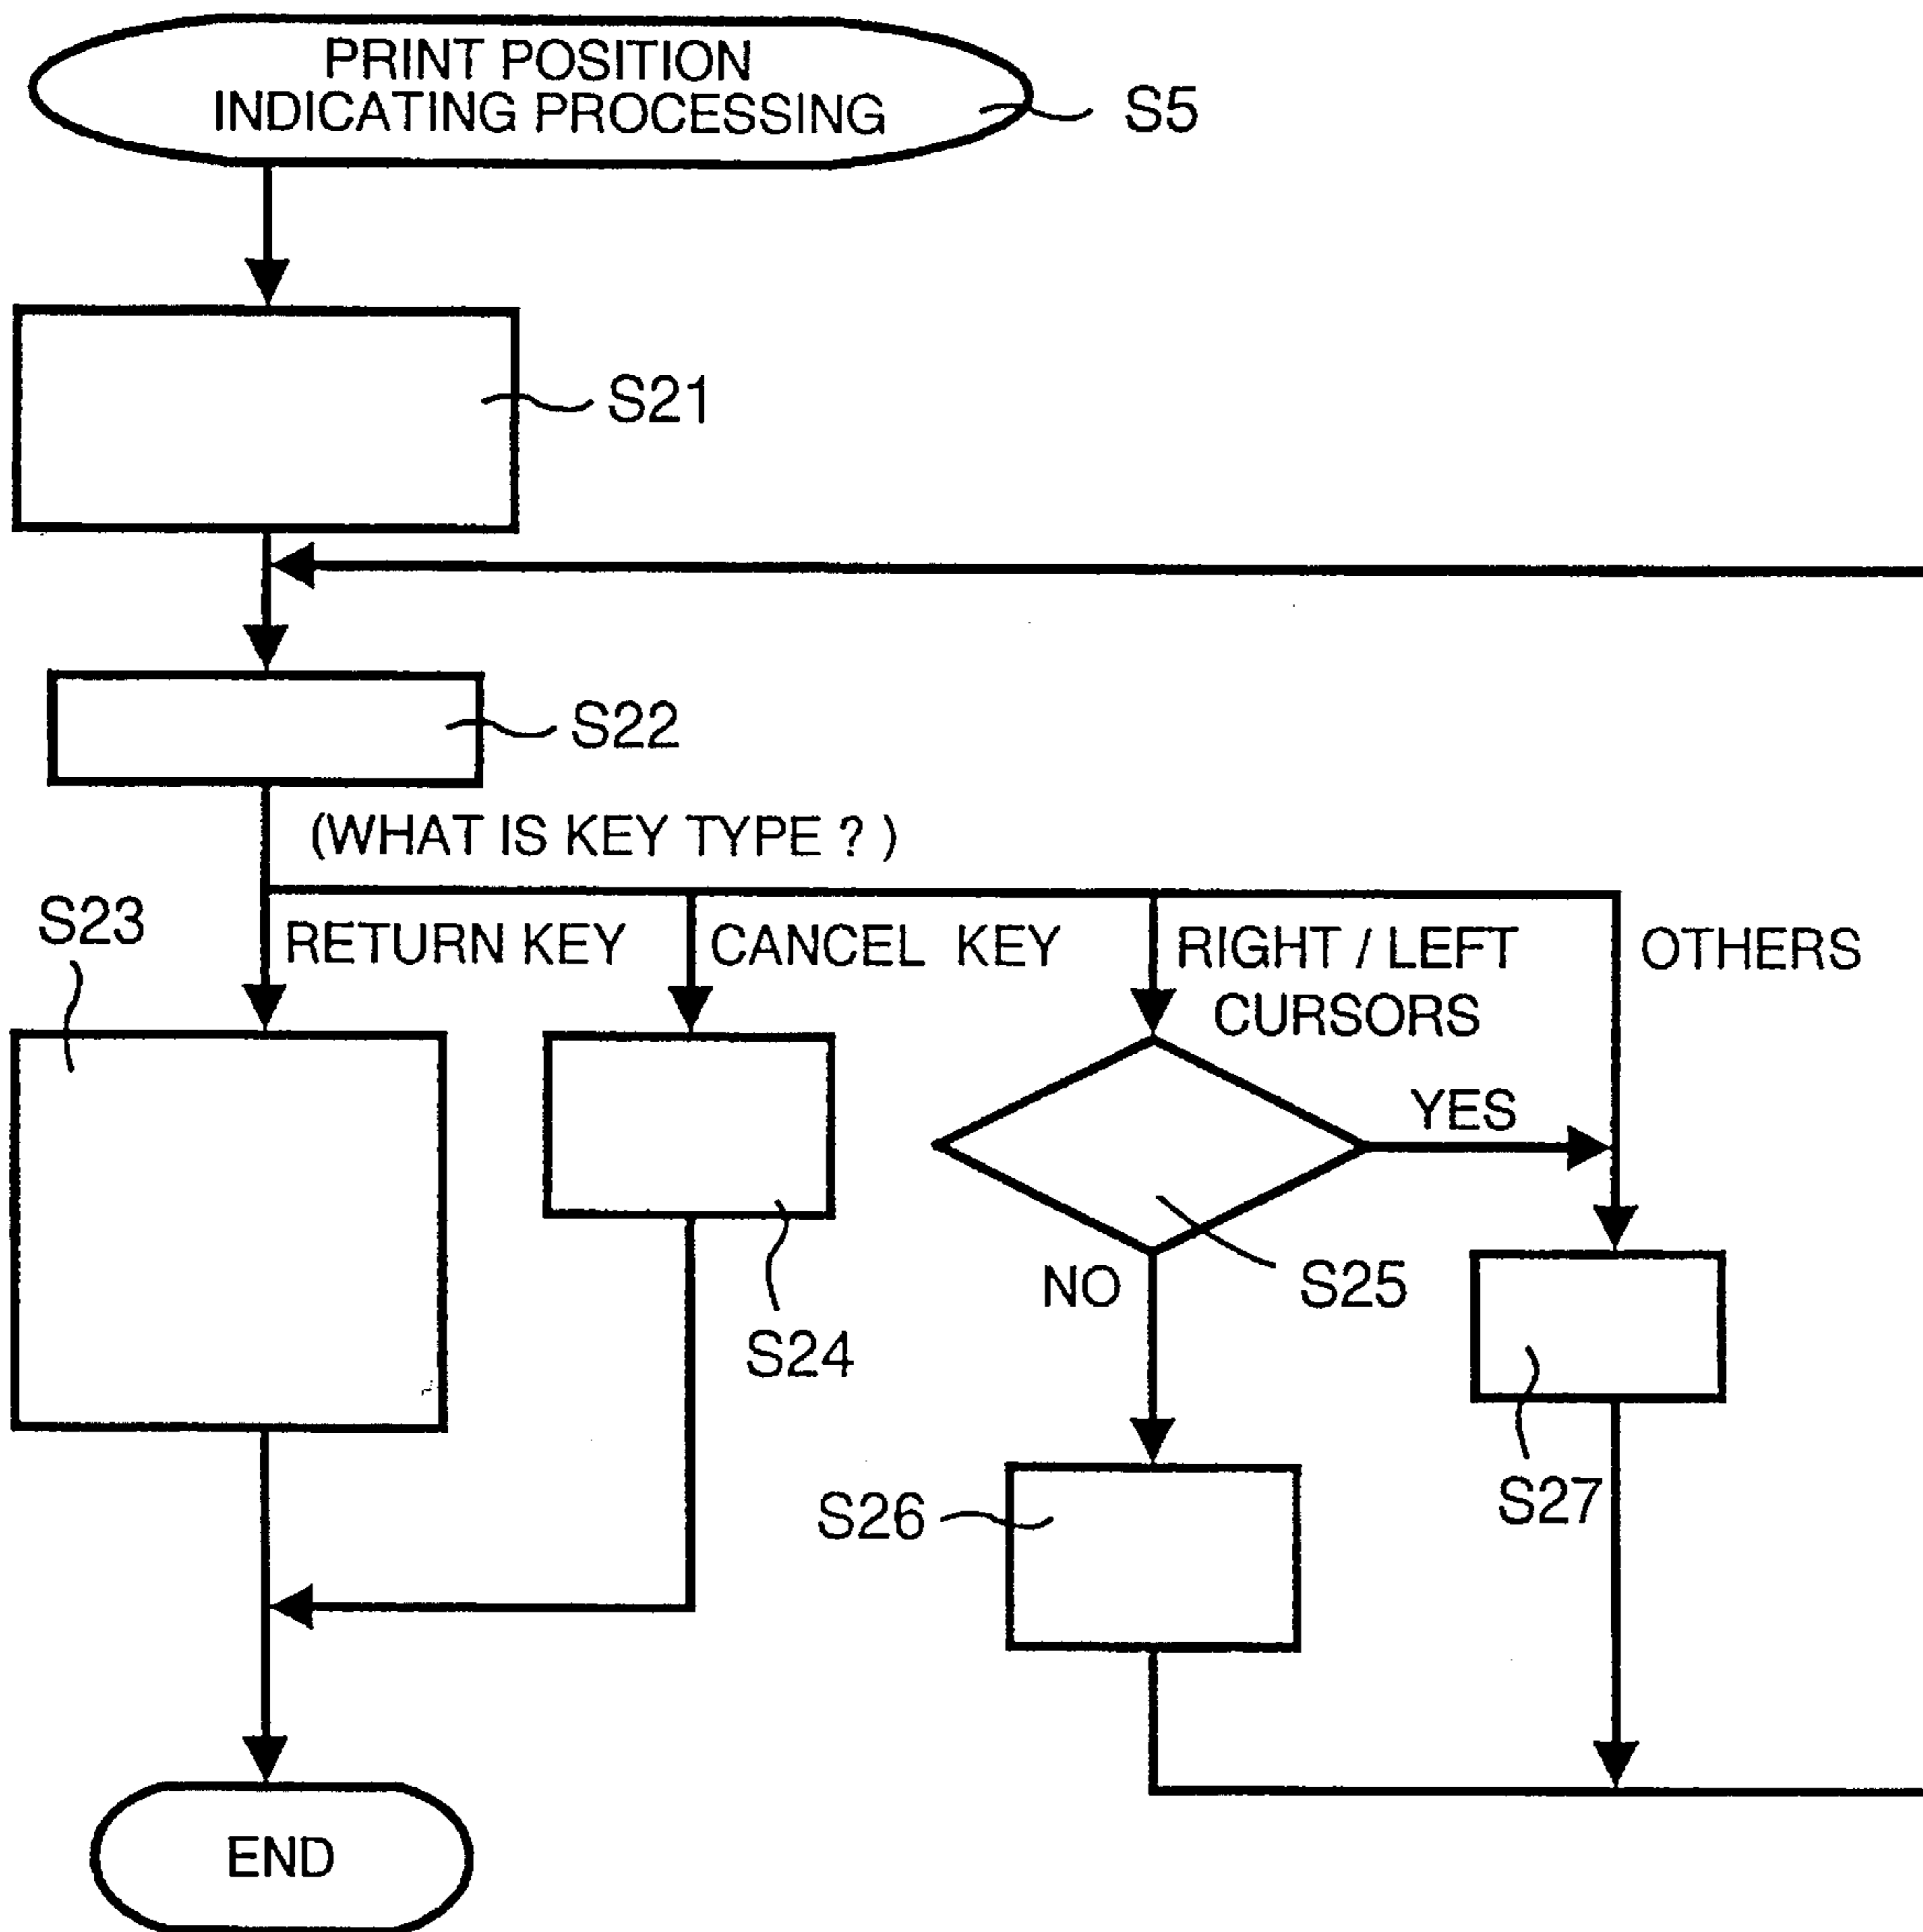 PRINT POSITION
INDICATING PROCESSING
S5
S21
S22
(WHAT IS KEY TYPE ? )
S23
RETURN KEY
CANCEL KEY
RIGHT / LEFT
CURSORS
OTHERS
YES
NO
S25
S24
S26
S27
END